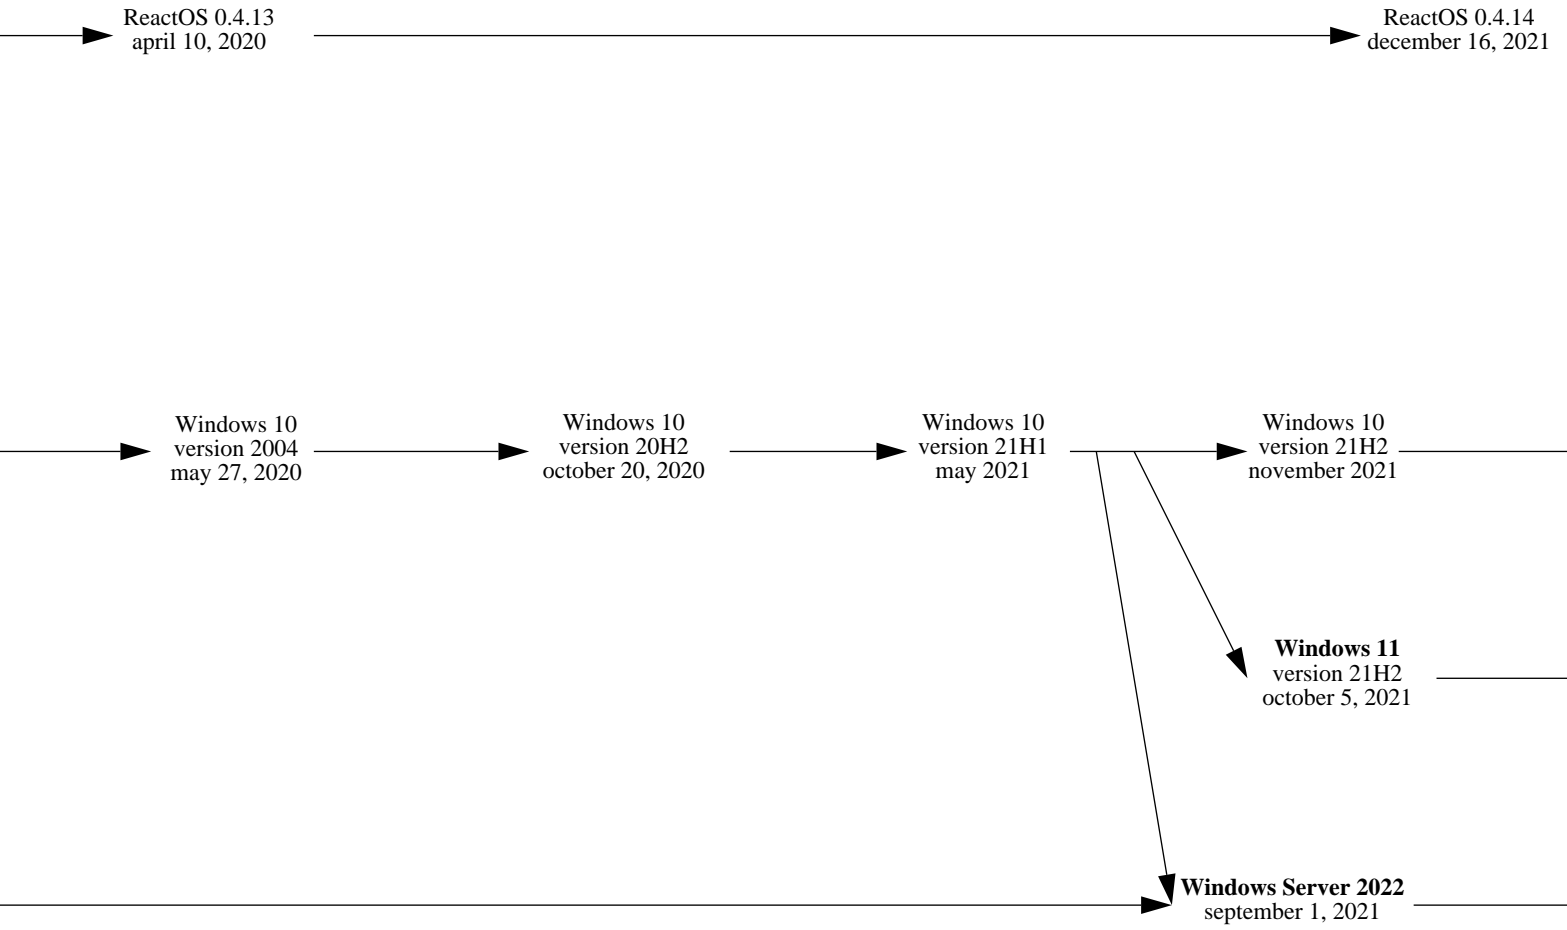 ReactOS 0.4.13
april 10, 2020
ReactOS 0.4.14
december 16, 2021
Windows 10
version 2004
may 27, 2020
Windows 10
version 20H2
october 20, 2020
Windows 10
version 21H1
may 2021
Windows 10
version 21H2
november 2021
Windows 11
version 21H2
october 5, 2021
Windows Server 2022
september 1, 2021